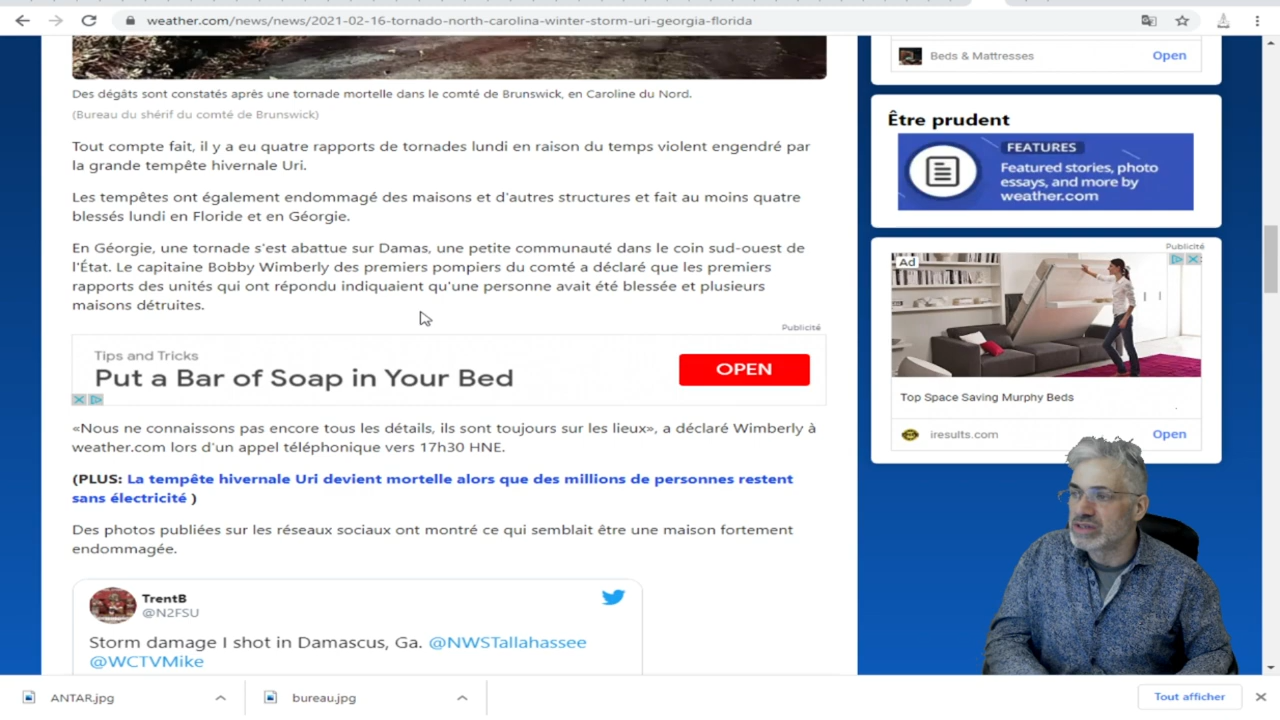 weather.com/news/news/2021-02-16-tornado-north-carolina-winter-storm-uri-georgia-florida
Des dégâts sont constatés après une tornade mortelle dans le comté de Brunswick, en Caroline du Nord.
(Bureau du shérif du comté de Brunswick)
Tout compte fait, il y a eu quatre rapports de tornades lundi en raison du temps violent engendré par
la grande tempête hivernale Uri.
Les tempêtes ont également endommagé des maisons et d'autres structures et fait au moins quatre
blessés lundi en Floride et en Géorgie.
En Géorgie, une tornade s'est abattue sur Damas, une petite communauté dans le coin sud-ouest de
l'État. Le capitaine Bobby Wimberly des premiers pompiers du comté a déclaré que les premiers
rapports des unités qui ont répondu indiquaient qu'une personne avait été blessée et plusieurs
maisons détruites.
Publicité
Tips and Tricks
Put a Bar of Soap in Your Bed
OPEN
«Nous ne connaissons pas encore tous les détails, ils sont toujours sur les lieux», a déclaré Wimberly à
weather.com lors d'un appel téléphonique vers 17h30 HNE.
(PLUS: La tempête hivernale Uri devient mortelle alors que des millions de personnes restent
sans électricité )
Des photos publiées sur les réseaux sociaux ont montré ce qui semblait être une maison fortement
endommagée.
TrentB
@N2FSU
Storm damage I shot in Damascus, Ga. @NWSTallahassee
@WCTVMike
Beds & Mattresses
Open
Être prudent
FEATURES
Featured stories, photo
essays, and more by
weather.com
Publicité
Ad
Top Space Saving Murphy Beds
iresults.com
Open
ANTAR.jpg
bureau.jpg
Tout afficher